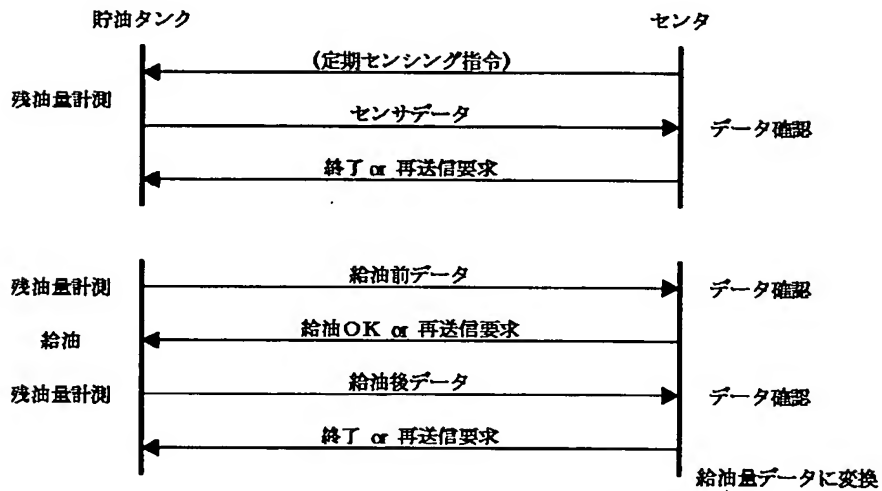 貯油タンク
センタ
(定期センシング指令)
残油量計測
センサデータ
データ確認
終了 or 再送信要求
残油量計測
給油前データ
データ確認
給油
給油OK or 再送信要求
残油量計測
給油後データ
データ確認
終了 or 再送信要求
給油量データに変換